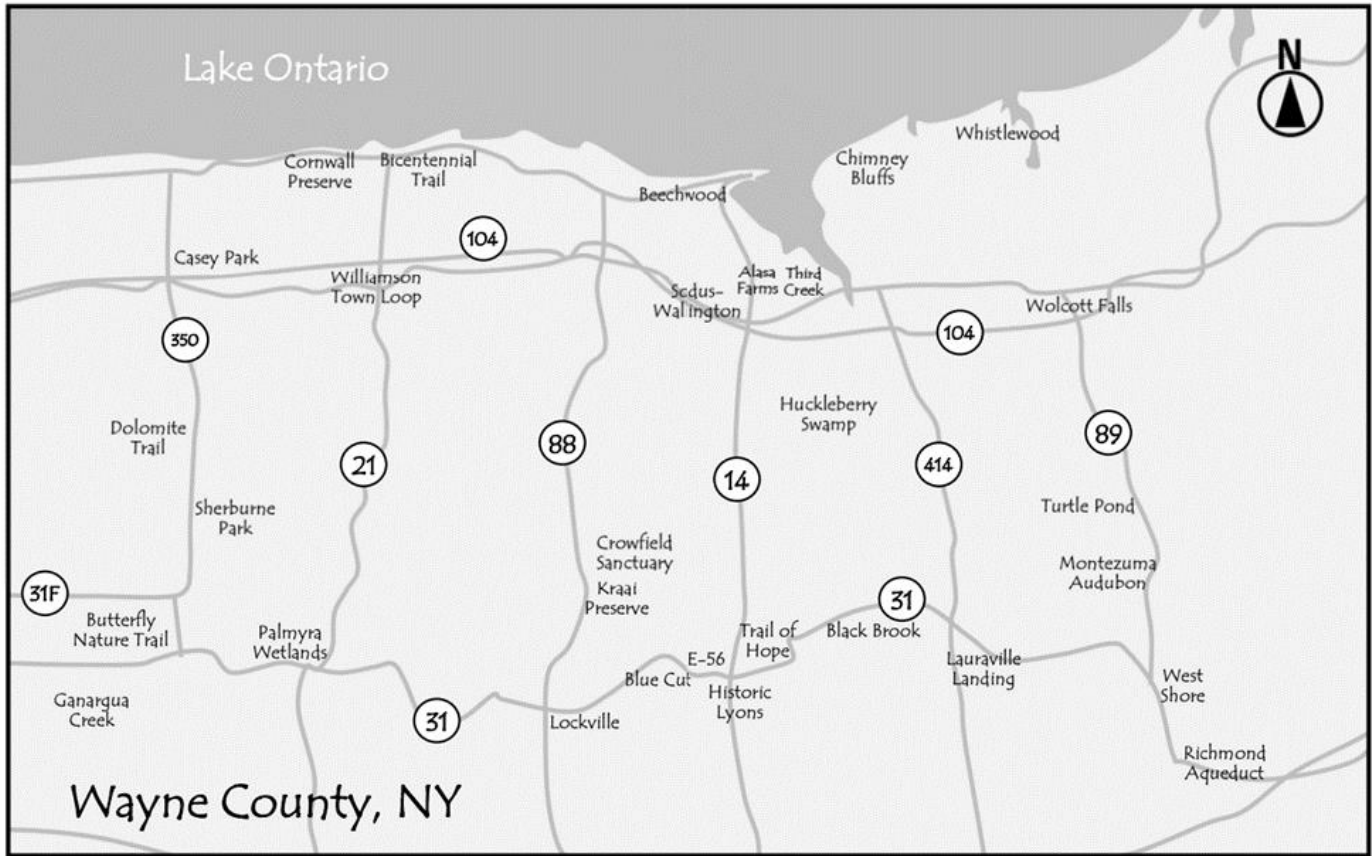 Lake Ontario
N
Whistlewood
Cornwall
Preserve
Bicentennial
Trail
Chimney
Bluffs
Beechwood
104
Casey Park
Williamson
Town Loop
Alasa
Farms
Third
Creek
Scdus-
Wal ington
Wolcott Falls
350
104
Huckleberry
Swamp
Dolomite
Trail
21
88
14
414
89
Sherburne
Park
Turtle Pond
Crowfield
Sanctuary
Montezuma
Audubon
31F
Kraai
Preserve
31
Butterfly
Nature Trail
Palmyra
Wetlands
Trail of
Hope
Black Brook
E-56
Lauraville
Landing
Blue Cut
West
Shore
Ganargua
Creek
Historic
Lyons
31
Lockville
Richmond
Aqueduct
Wayne County, NY